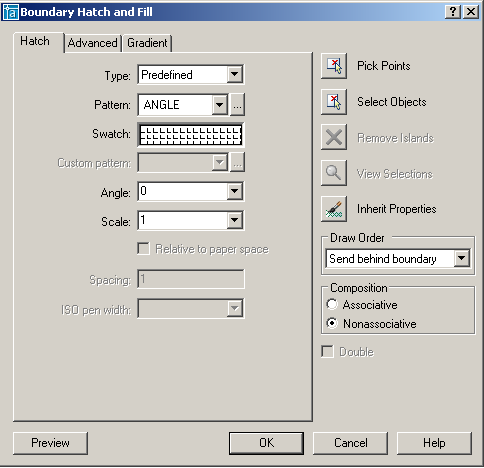 Boundary Hatch and Fill
Hatch Advanced Gradient
Type: Predefined
Pattern: ANGLE ...
Swatch:
Custom pattern: ...
Angle: 0
Scale: 1
Relative to paper space
Spacing: 1
ISO pen width:
Pick Points
Select Objects
Remove Islands
View Selections
Inherit Properties
Draw Order
Send behind boundary
Composition
Associative
Nonassociative
Double
Preview OK Cancel Help